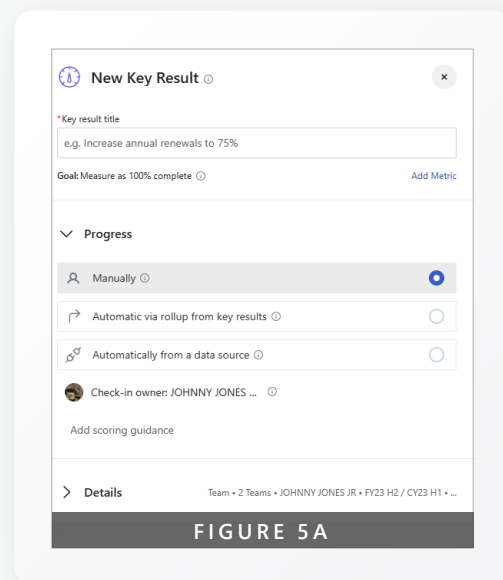 New Key Result
*Key result title
e.g. Increase annual renewals to 75%
Goal: Measure as 100% complete Add Metric
Progress
Manually
Automatic via rollup from key results
Automatically from a data source
Check-in owner: JOHNNY JONES ...
Add scoring guidance
Details Team • 2 Teams • JOHNNY JONES JR • FY23 H2 / CY23 H1 • ...
FIGURE 5A